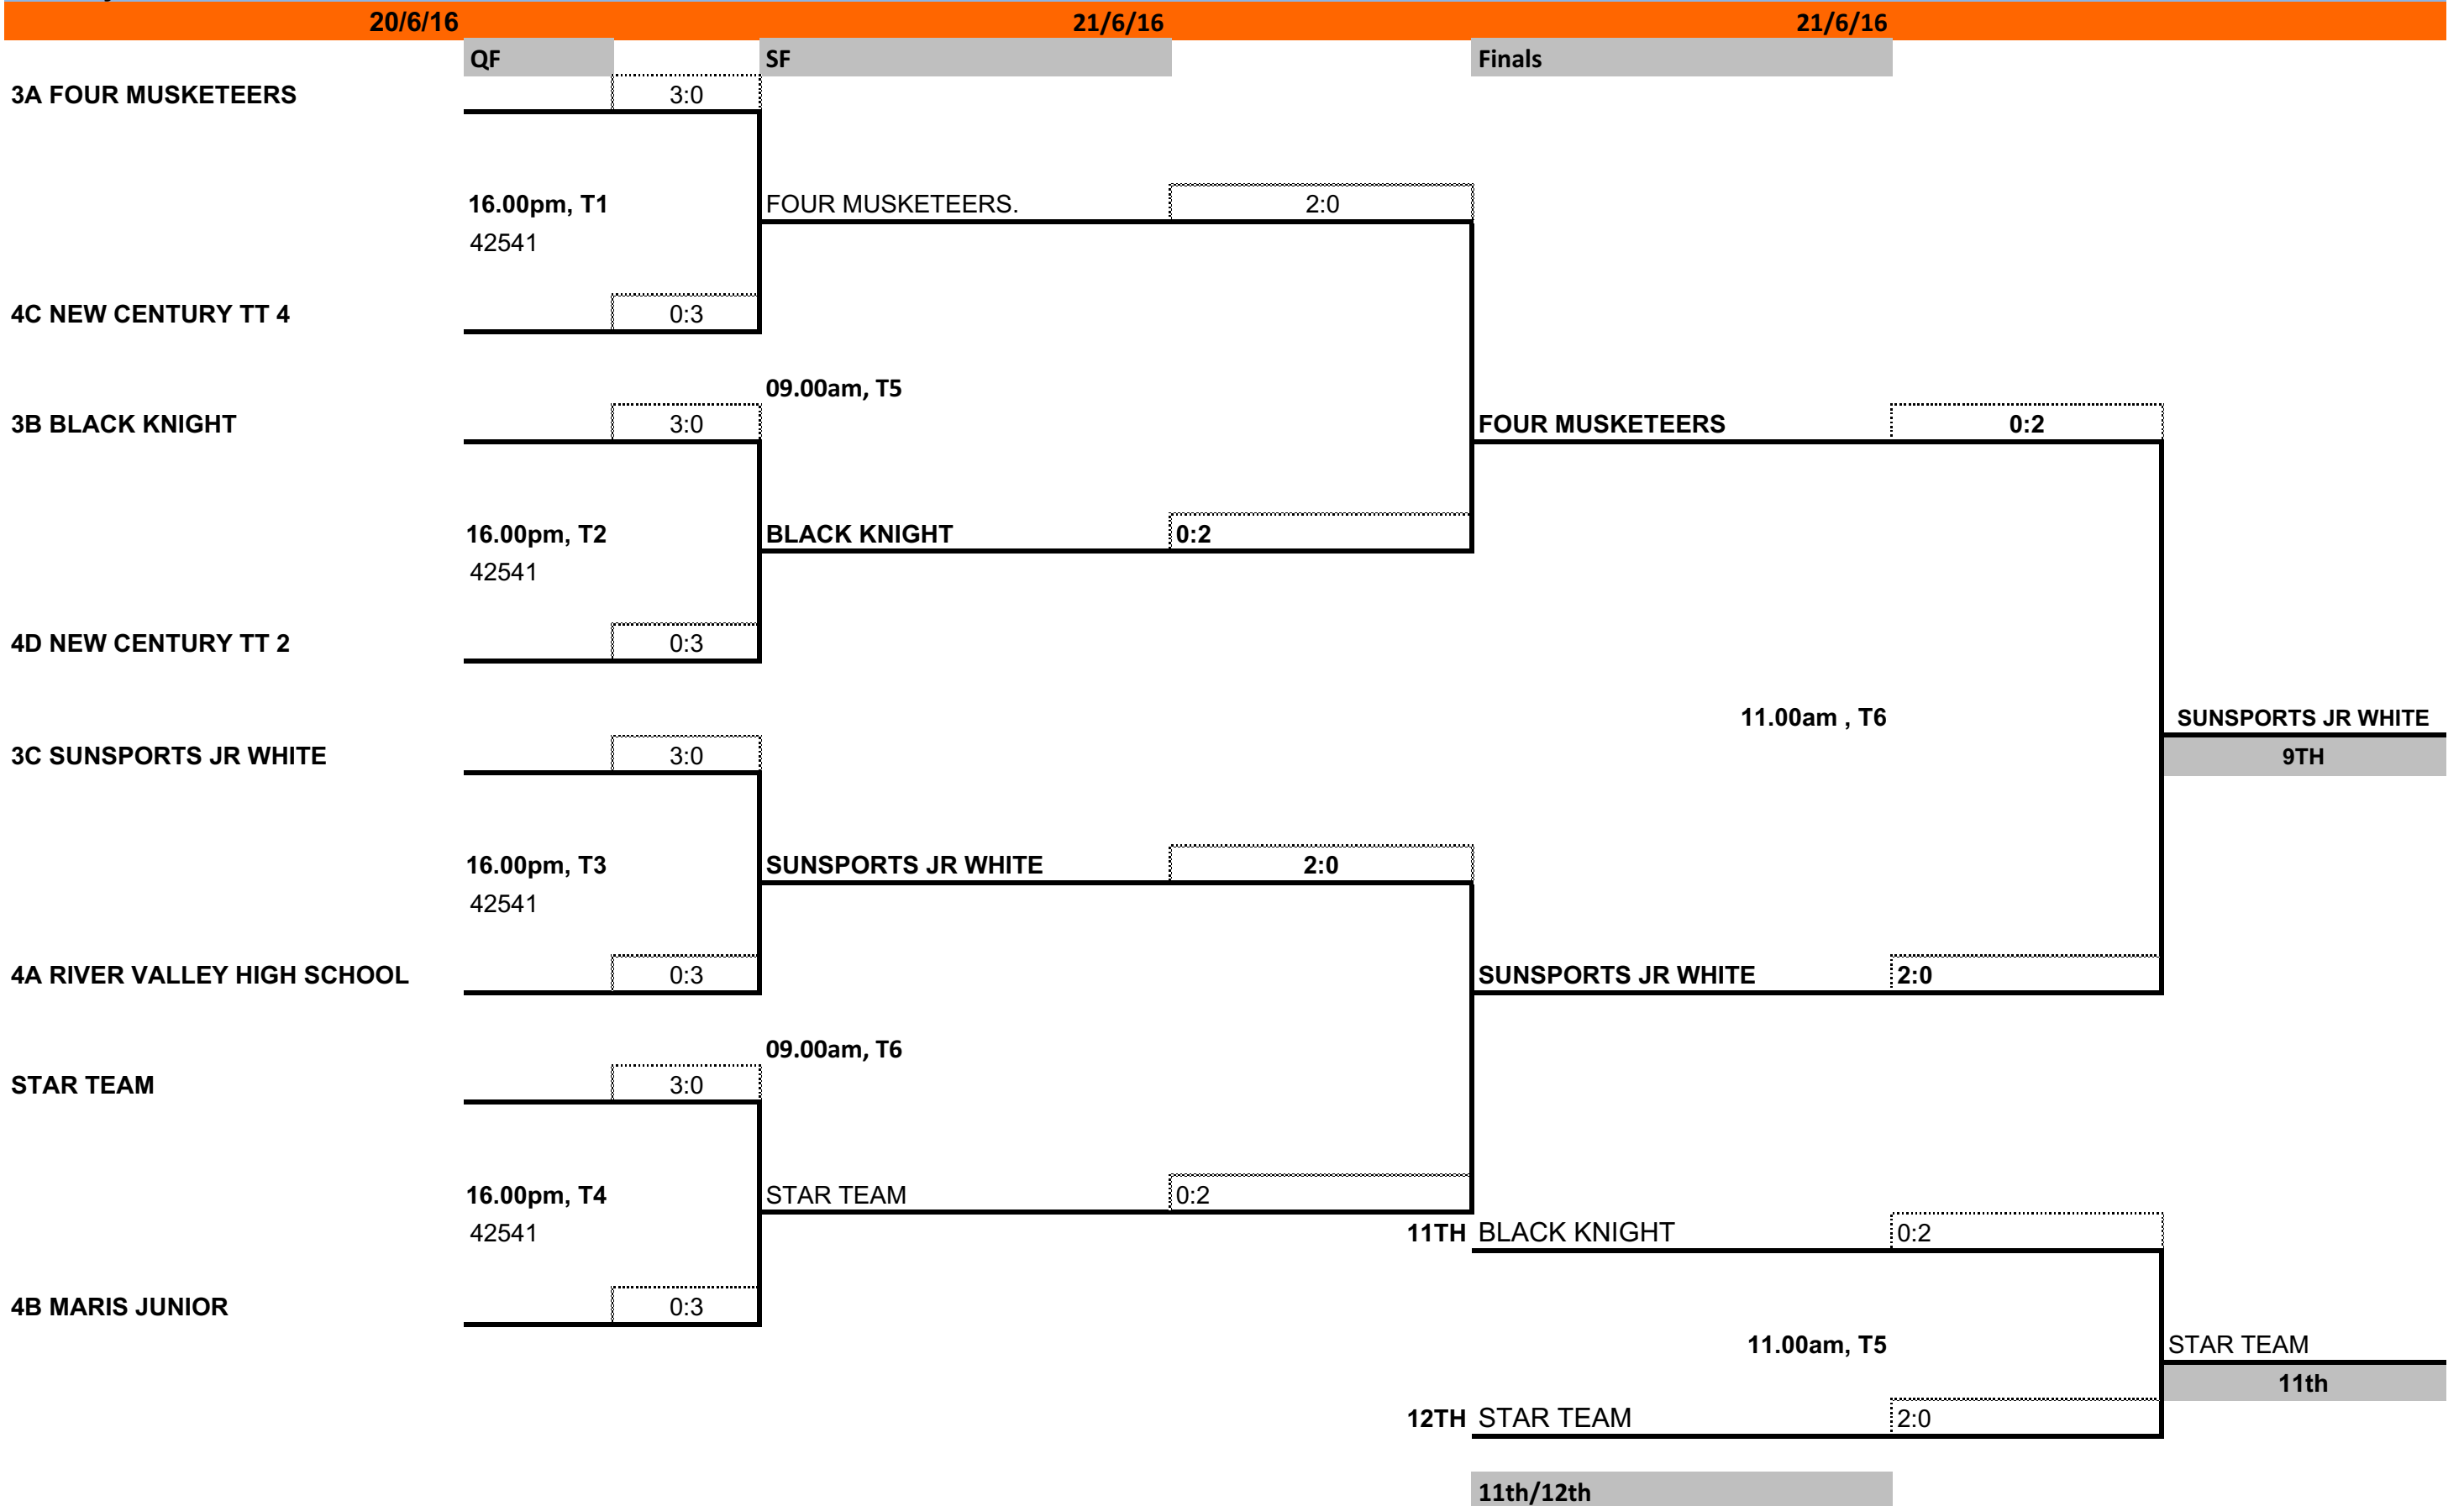 20/6/16 21/6/16 21/6/16
QF SF Finals
3A FOUR MUSKETEERS 3:0
16.00pm, T1 FOUR MUSKETEERS. 2:0
42541
4C NEW CENTURY TT 4 0:3
09.00am, T5
3B BLACK KNIGHT 3:0 FOUR MUSKETEERS 0:2
16.00pm, T2 BLACK KNIGHT 0:2
42541
4D NEW CENTURY TT 2 0:3
11.00am , T6 SUNSPORTS JR WHITE
3C SUNSPORTS JR WHITE 3:0 9TH
16.00pm, T3 SUNSPORTS JR WHITE 2:0
42541
4A RIVER VALLEY HIGH SCHOOL 0:3 SUNSPORTS JR WHITE 2:0
09.00am, T6
STAR TEAM 3:0
16.00pm, T4 STAR TEAM 0:2
42541 11TH BLACK KNIGHT 0:2
4B MARIS JUNIOR 0:3
11.00am, T5 STAR TEAM
11th
12TH STAR TEAM 2:0
11th/12th